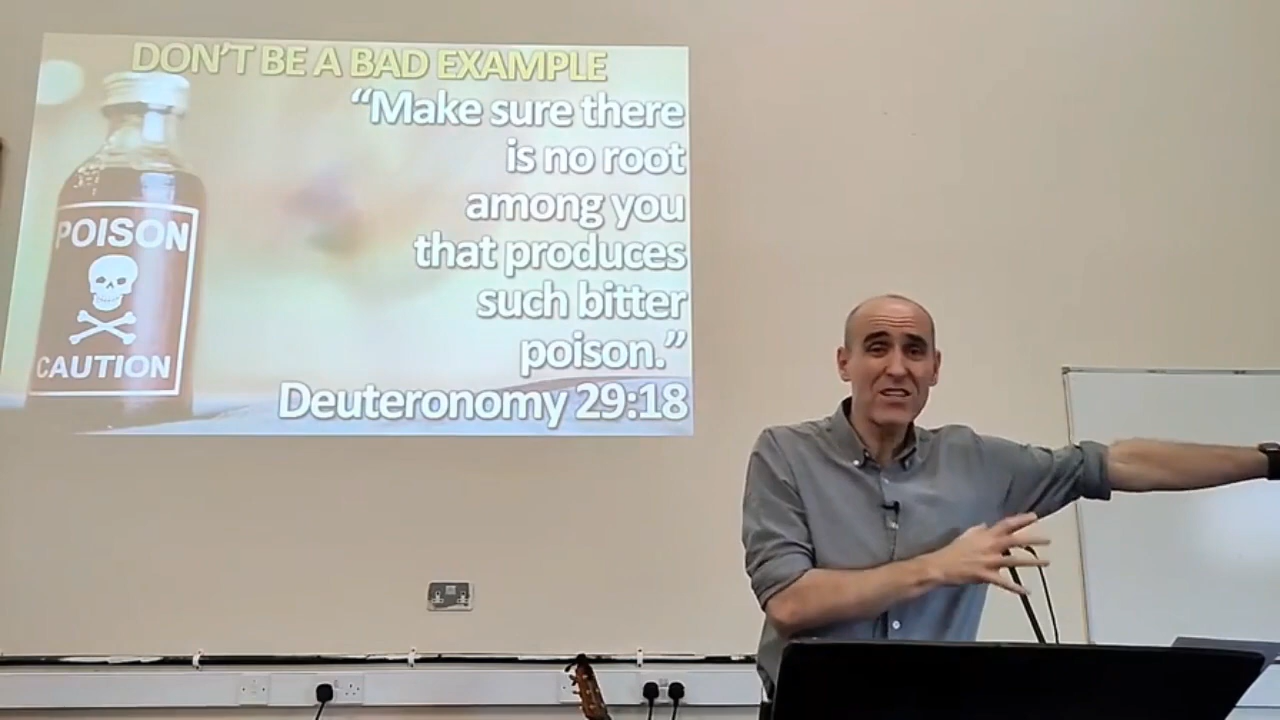 DON'T BE A BAD EXAMPLE
"Make sure there
is no root
among you
that produces
such bitter
poison."
Deuteronomy 29:18
POISON
CAUTION